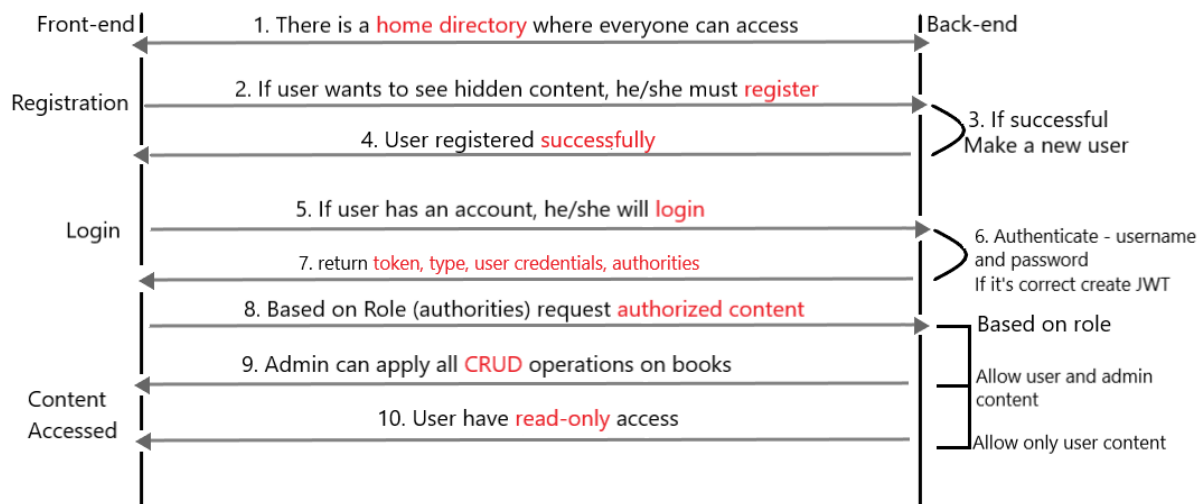 Front-end
1. There is a home directory where everyone can access
Back-end
Registration
2. If user wants to see hidden content, he/she must register
3. If successful
Make a new user
4. User registered successfully
Login
5. If user has an account, he/she will login
6. Authenticate - username
and password
If it's correct create JWT
7. return token, type, user credentials, authorities
8. Based on Role (authorities) request authorized content
Based on role
9. Admin can apply all CRUD operations on books
Allow user and admin
content
Content
Accessed
10. User have read-only access
Allow only user content